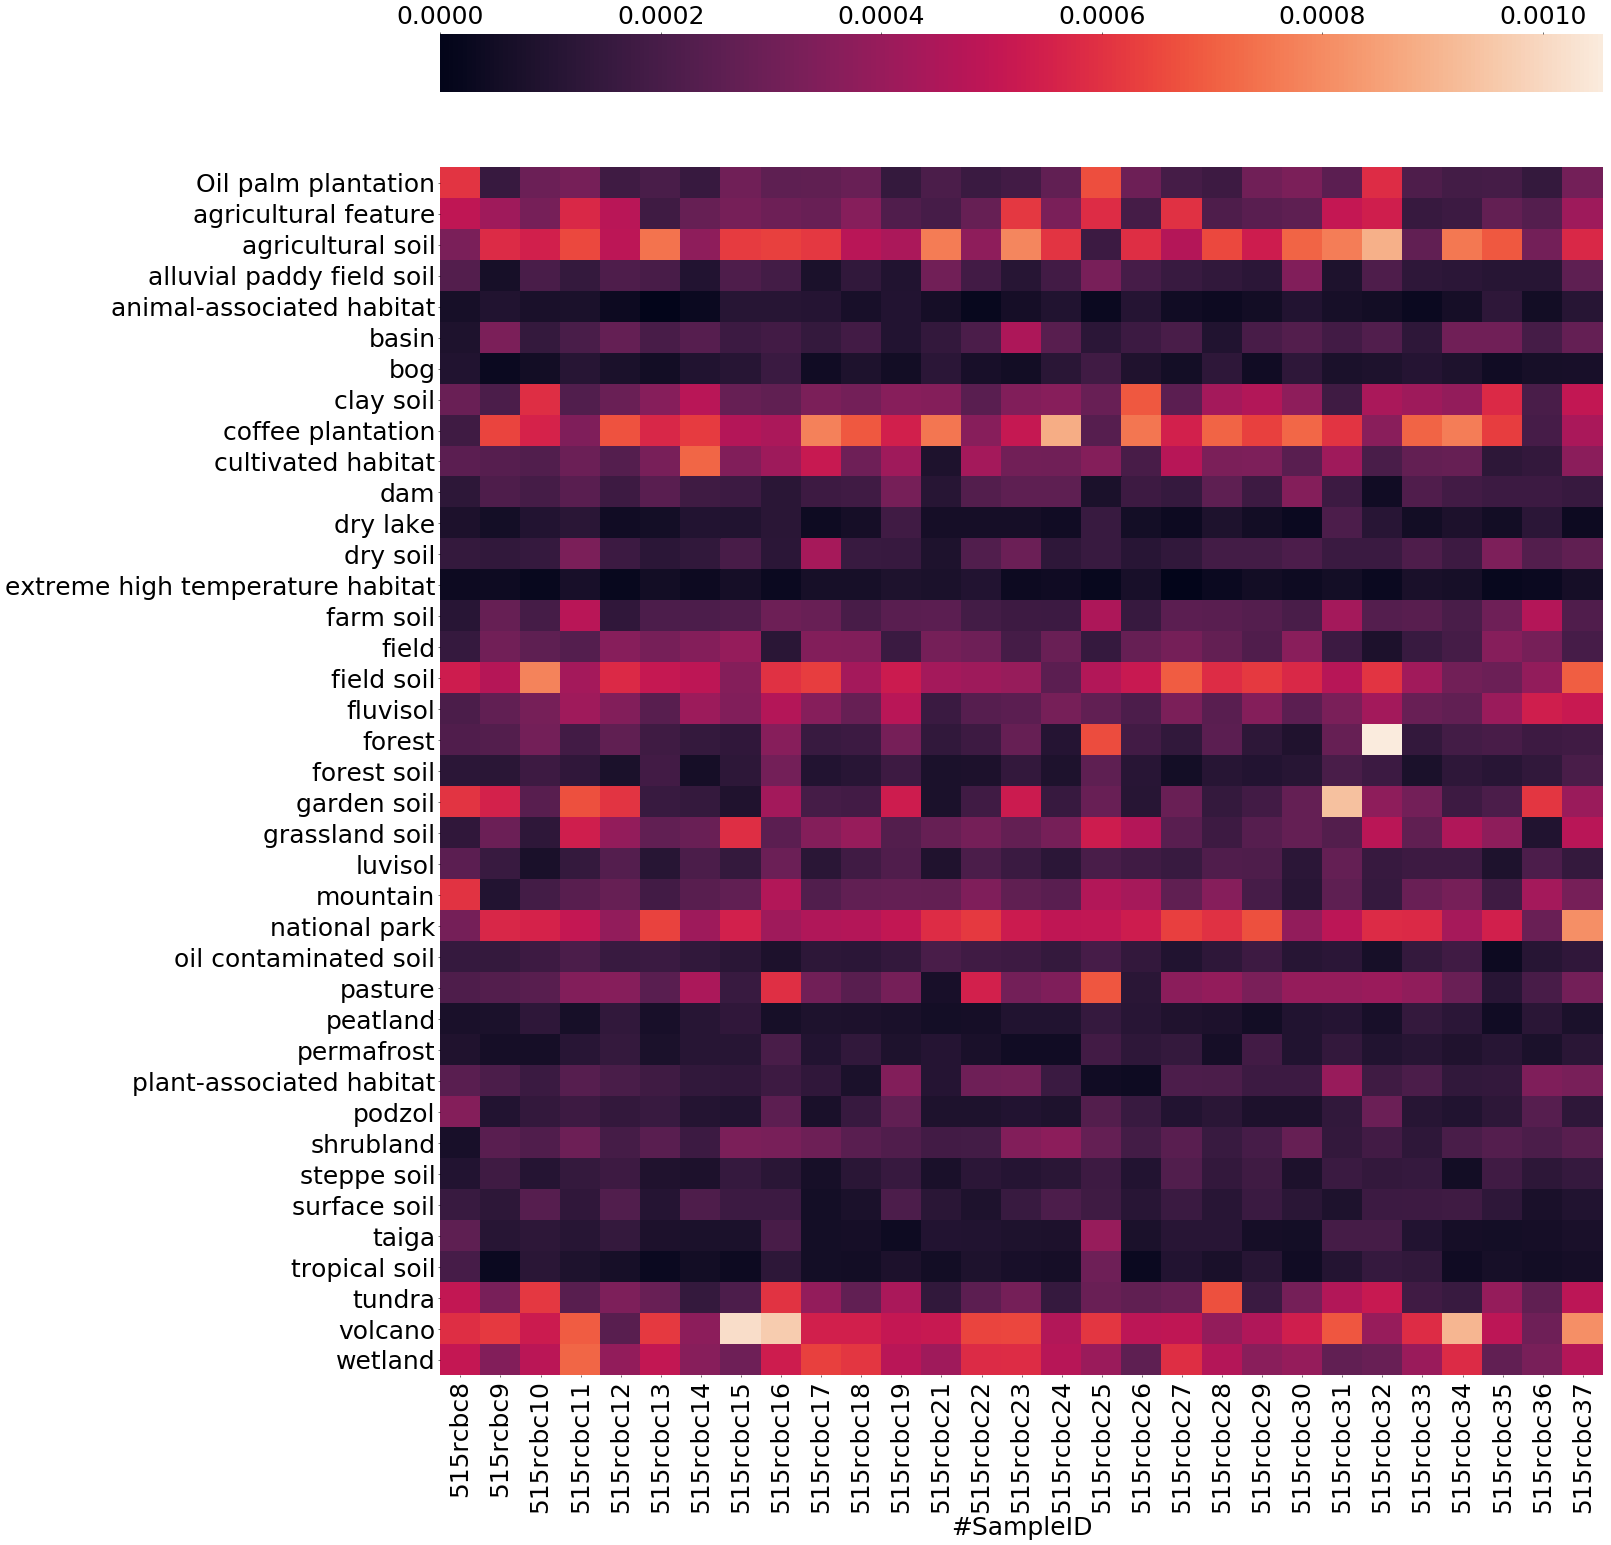 0.0000 0.0002 0.0004 0.0006 0.0008 0.0010
Oil palm plantation
agricultural feature
agricultural soil
alluvial paddy field soil
animal-associated habitat
basin
bog
clay soil
coffee plantation
cultivated habitat
dam
dry lake
dry soil
extreme high temperature habitat
farm soil
field
field soil
fluvisol
forest
forest soil
garden soil
grassland soil
luvisol
mountain
national park
oil contaminated soil
pasture
peatland
permafrost
plant-associated habitat
podzol
shrubland
steppe soil
surface soil
taiga
tropical soil
tundra
volcano
wetland
515rcbc8
515rcbc9
515rcbc10
515rcbc11
515rcbc12
515rcbc13
515rcbc14
515rcbc15
515rcbc16
515rcbc17
515rcbc18
515rcbc19
515rcbc21
515rcbc22
515rcbc23
515rcbc24
515rcbc25
515rcbc26
515rcbc27
515rcbc28
515rcbc29
515rcbc30
515rcbc31
515rcbc32
515rcbc33
515rcbc34
515rcbc35
515rcbc36
515rcbc37
#SampleID